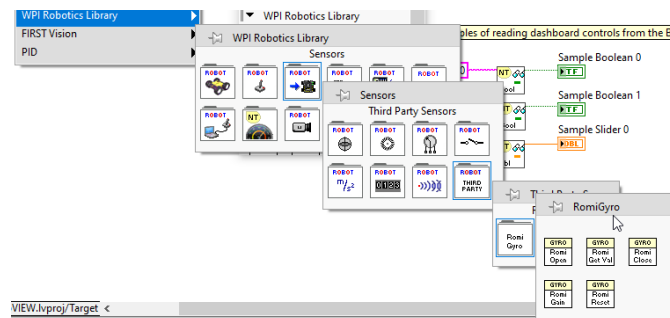 WPI Robotics Library
FIRST Vision
PID
WPI Robotics Library
WPI Robotics Library
Sensors
ROBOT ROBOT ROBOT ROBOT ROBOT ROBOT
ROBOT NT ROBOT
ples of reading dashboard controls from the
Sample Boolean 0
NT
TF
Sample Boolean 1
TF
Sample Slider 0
DBL
Sensors
Third Party Sensors
ROBOT ROBOT ROBOT ROBOT
ROBOT ROBOT ROBOT ROBOT
m/s² 0123 THIRD PARTY
RomiGyro
Romi Gyro
GYRO GYRO GYRO
Romi Open Romi Get Val Romi Close
GYRO GYRO
Romi Gain Romi Reset
VIEW.lvproj/Target <